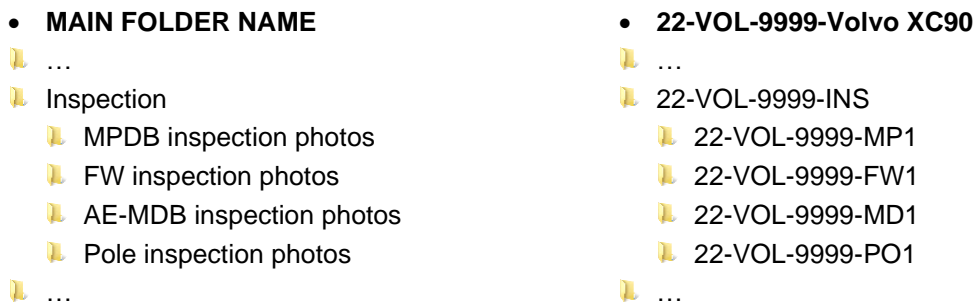 • MAIN FOLDER NAME
…
Inspection
MPDB inspection photos
FW inspection photos
AE-MDB inspection photos
Pole inspection photos
…
• 22-VOL-9999-Volvo XC90
…
22-VOL-9999-INS
22-VOL-9999-MP1
22-VOL-9999-FW1
22-VOL-9999-MD1
22-VOL-9999-PO1
…